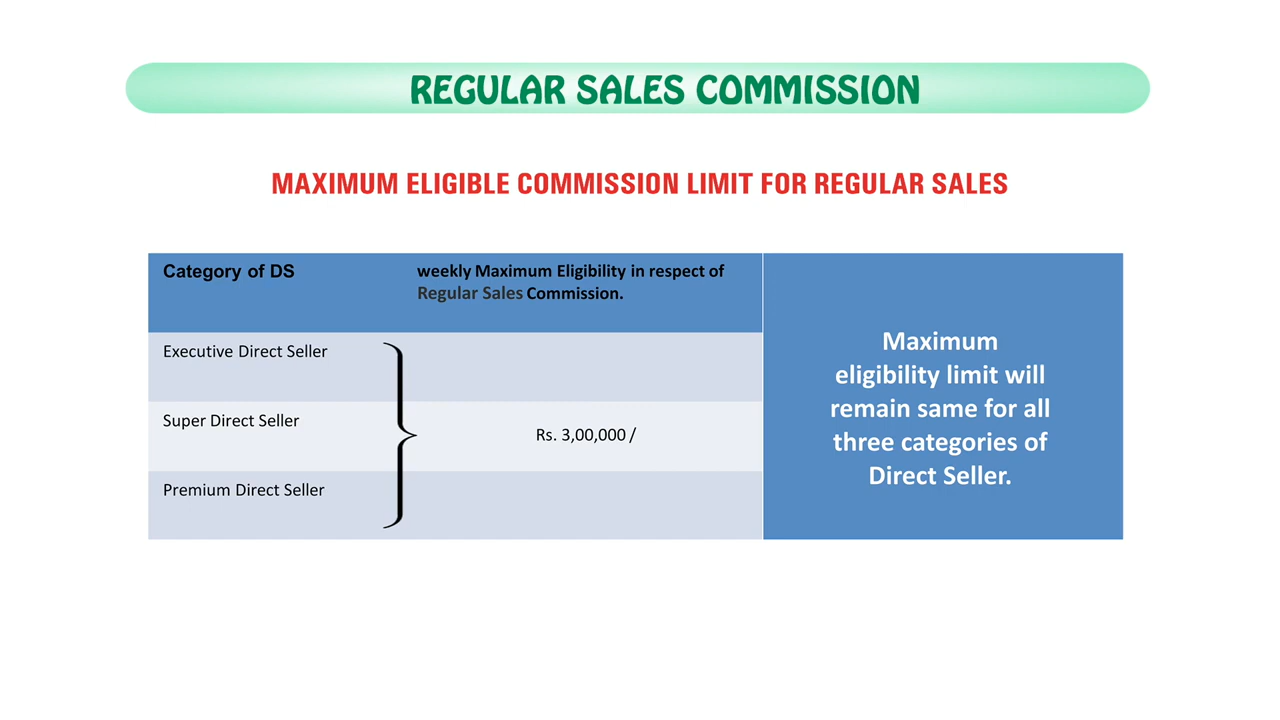 REGULAR SALES COMMISSION
MAXIMUM ELIGIBLE COMMISSION LIMIT FOR REGULAR SALES
Category of DS
weekly Maximum Eligibility in respect of
Regular Sales Commission.
Executive Direct Seller
Super Direct Seller
Premium Direct Seller
Rs. 3,00,000 /
Maximum
eligibility limit will
remain same for all
three categories of
Direct Seller.